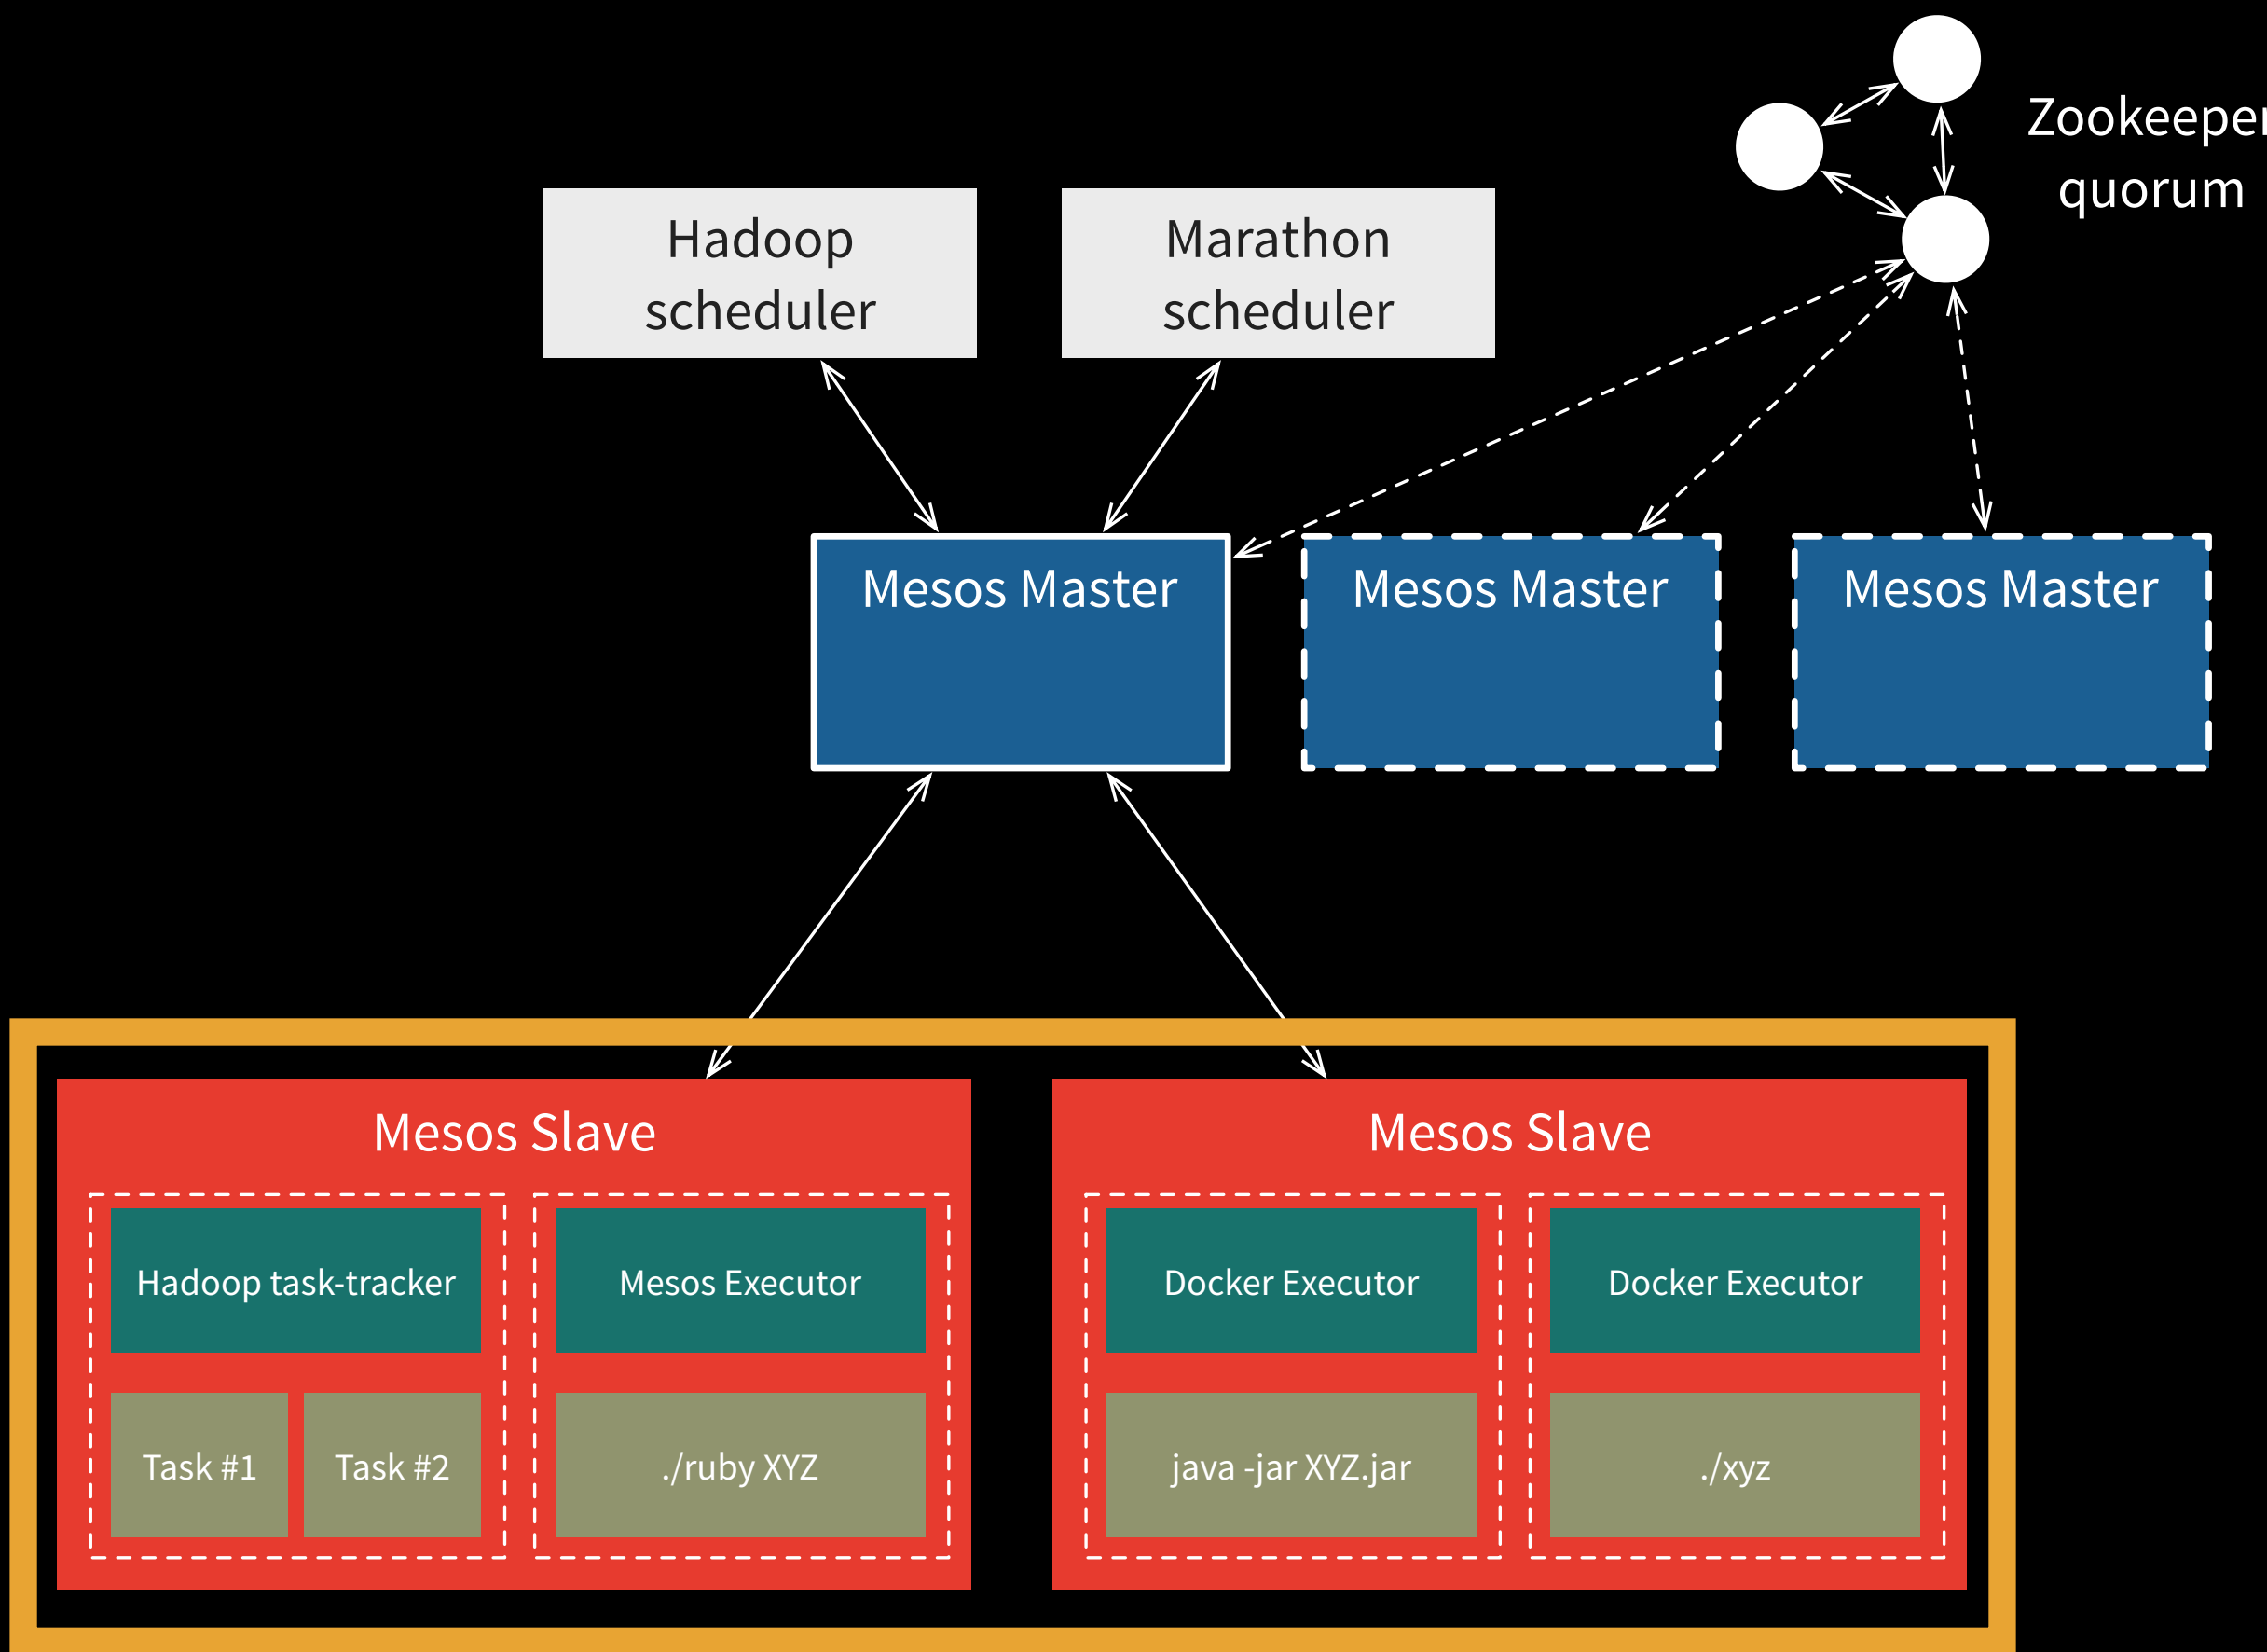 Zookeeper
quorum
Hadoop
scheduler
Marathon
scheduler
Mesos Master
Mesos Master
Mesos Master
Mesos Slave
Mesos Slave
Hadoop task-tracker
Mesos Executor
Docker Executor
Docker Executor
Task #1
Task #2
./ruby XYZ
java -jar XYZ.jar
./xyz